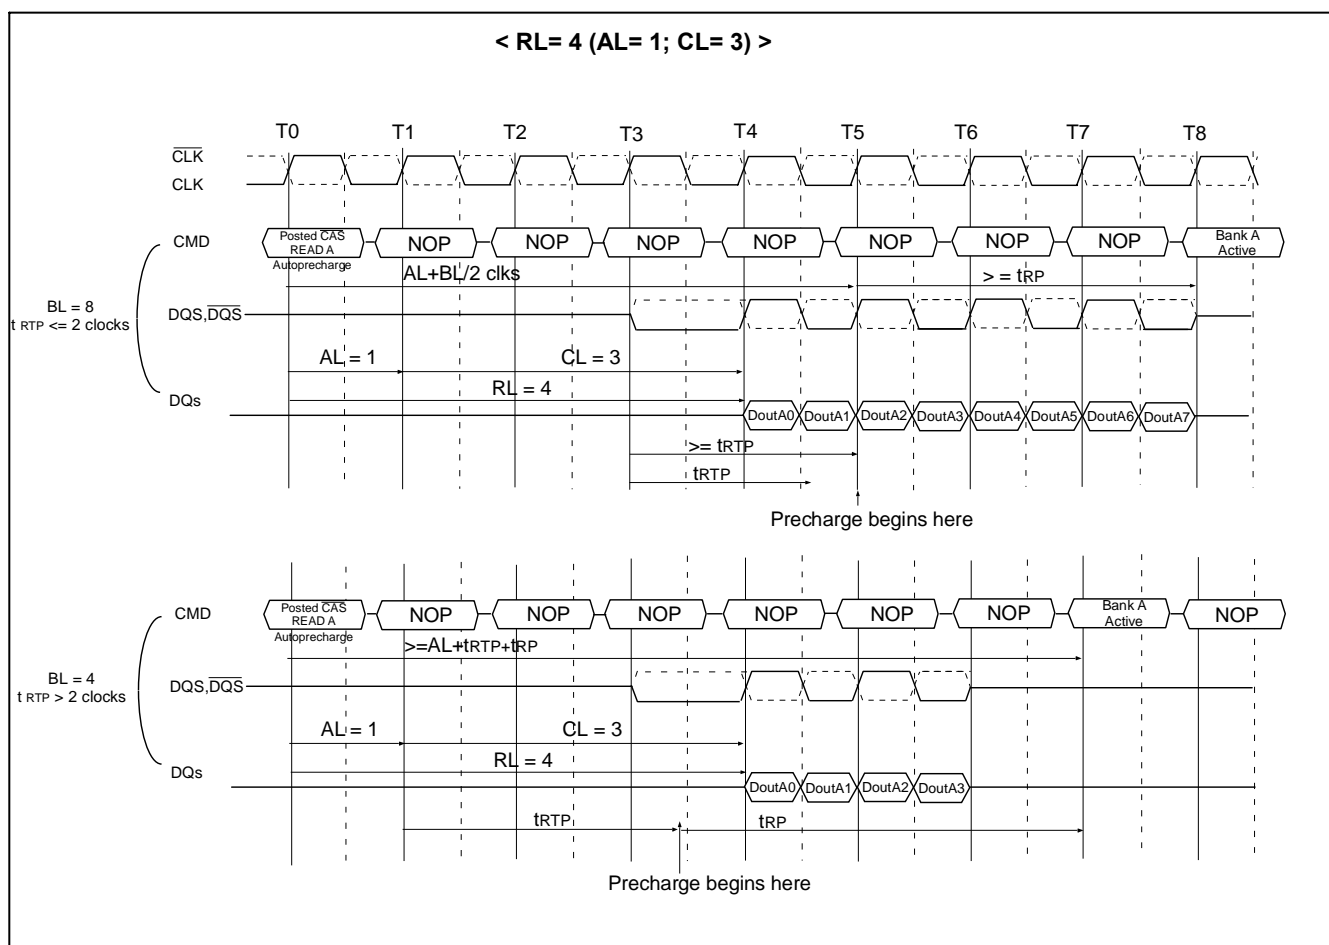 < RL= 4 (AL= 1; CL= 3) >
T0 T1 T2 T3 T4 T5 T6 T7 T8
CLK
CLK
CMD
Posted CAS
READ A
Autoprecharge
NOP NOP NOP NOP NOP NOP NOP
Bank A
Active
AL+BL/2 clks
> = tRP
BL = 8
t RTP <= 2 clocks
DQS,DQS
AL = 1
CL = 3
RL = 4
DQs
DoutA0 DoutA1 DoutA2 DoutA3 DoutA4 DoutA5 DoutA6 DoutA7
>= tRTP
tRTP
Precharge begins here
CMD
Posted CAS
READ A
Autoprecharge
NOP NOP NOP NOP NOP NOP
Bank A
Active
NOP
>=AL+tRTP+tRP
BL = 4
t RTP > 2 clocks
DQS,DQS
AL = 1
CL = 3
RL = 4
DQs
DoutA0 DoutA1 DoutA2 DoutA3
tRTP
tRP
Precharge begins here